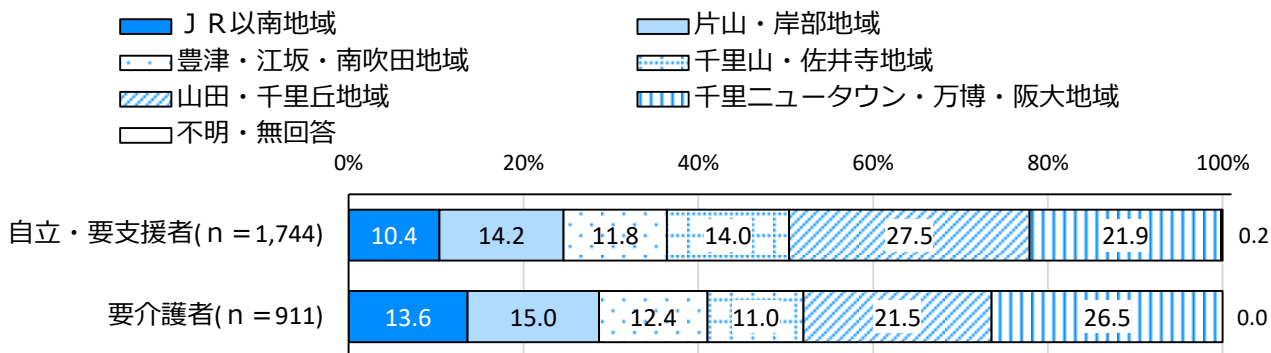 ＪＲ以南地域 片山・岸部地域
豊津・江坂・南吹田地域 千里山・佐井寺地域
山田・千里丘地域 千里ニュータウン・万博・阪大地域
不明・無回答
0% 20% 40% 60% 80% 100%
自立・要支援者(ｎ＝1,744) 10.4 14.2 11.8 14.0 27.5 21.9 0.2
要介護者(ｎ＝911) 13.6 15.0 12.4 11.0 21.5 26.5 0.0